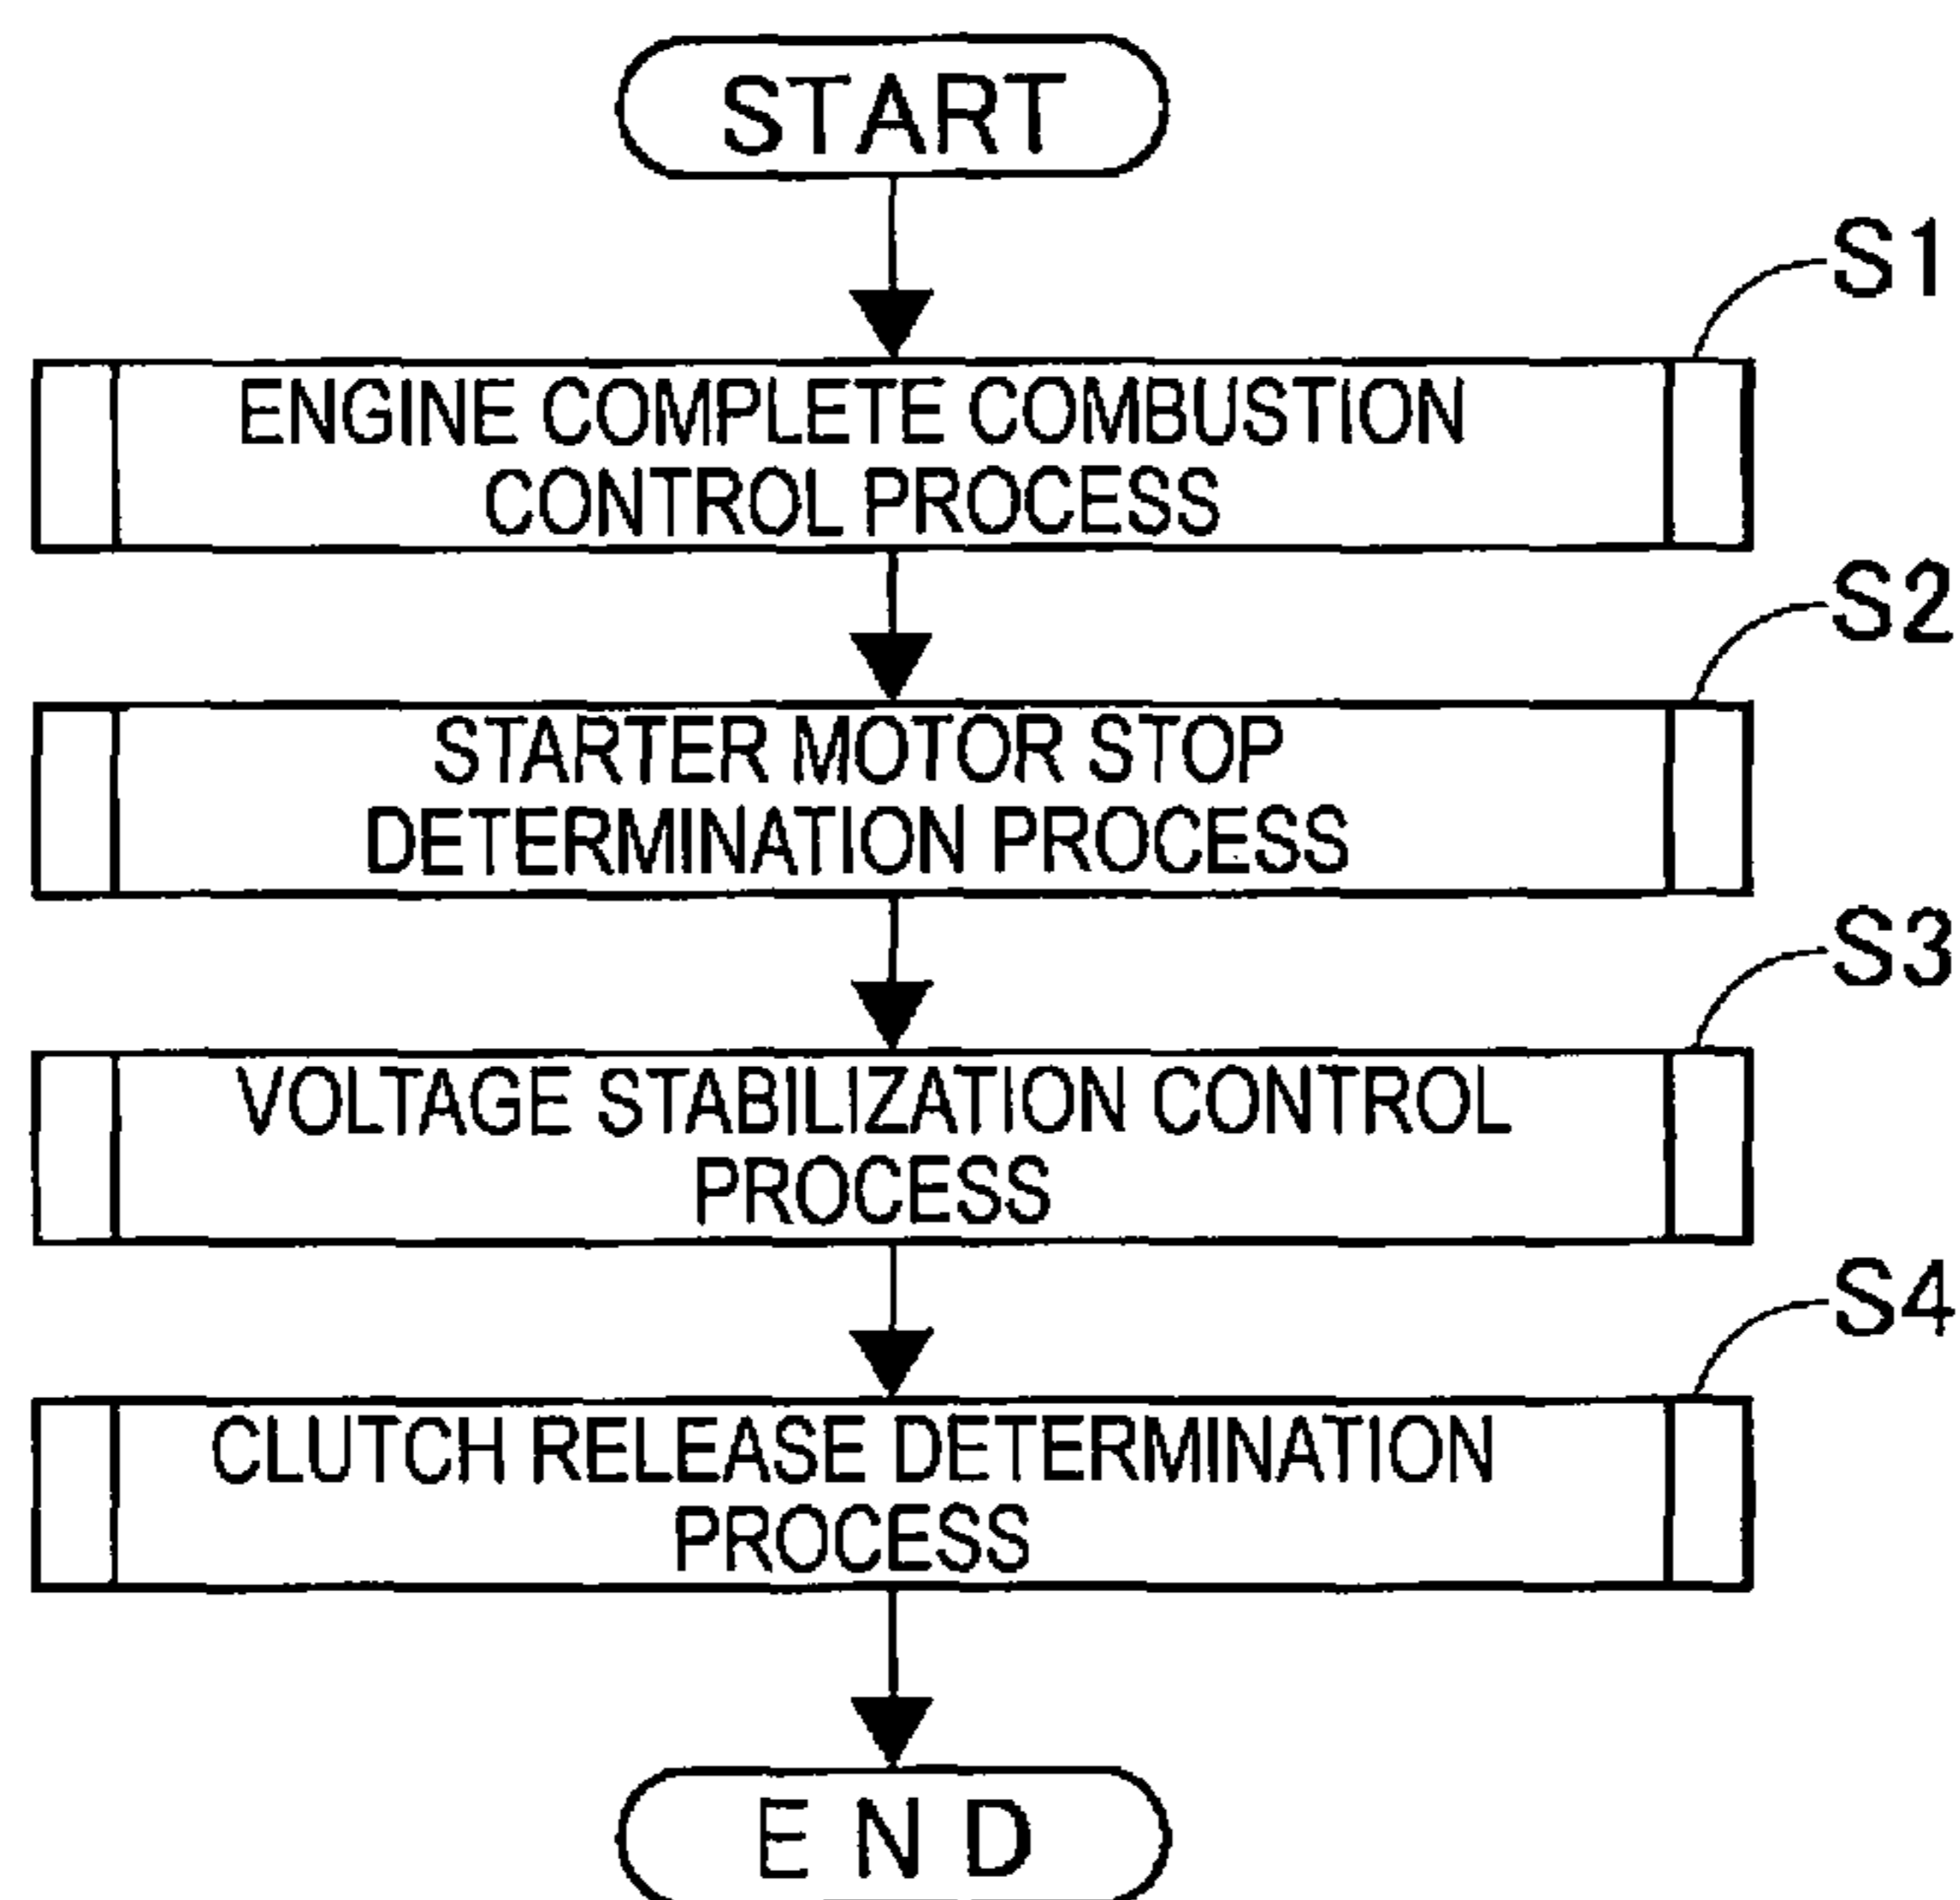 START
S1
ENGINE COMPLETE COMBUSTION
CONTROL PROCESS
S2
STARTER MOTOR STOP
DETERMINATION PROCESS
S3
VOLTAGE STABILIZATION CONTROL
PROCESS
S4
CLUTCH RELEASE DETERMINATION
PROCESS
END